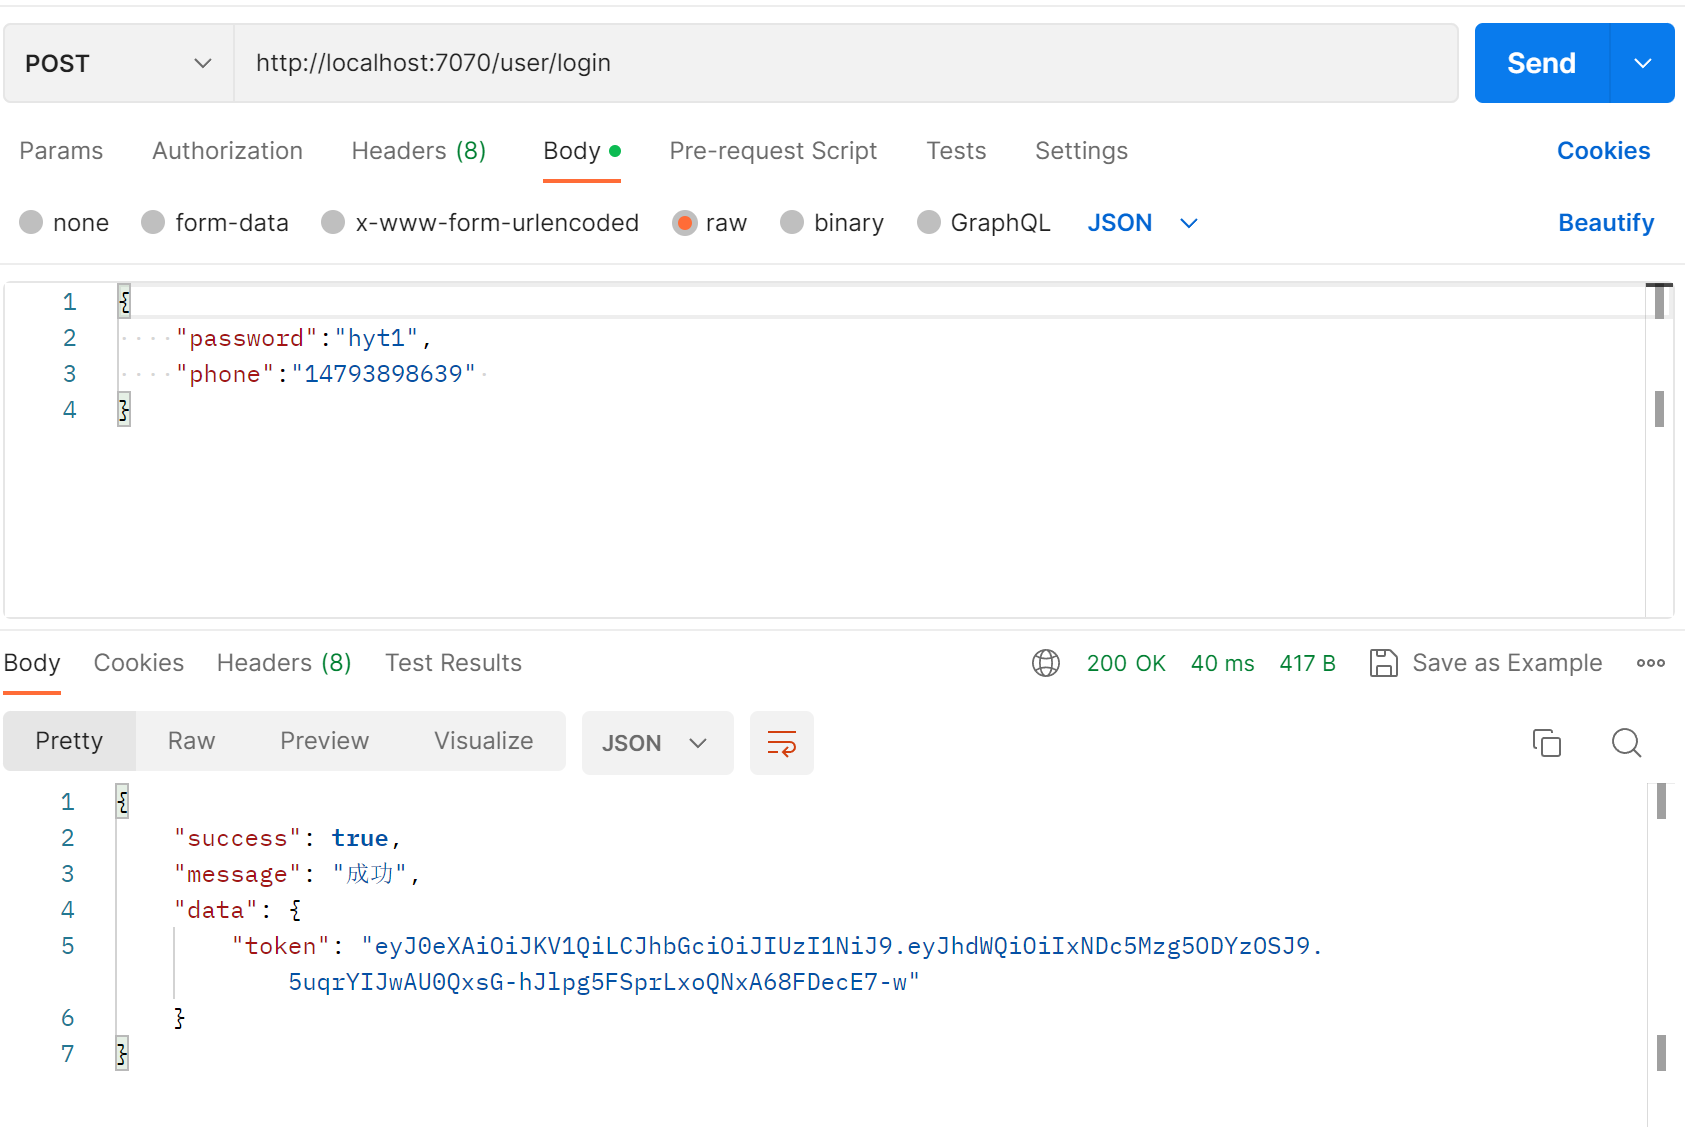 POST http://localhost:7070/user/login Send
Params Authorization Headers (8) Body Pre-request Script Tests Settings Cookies
none form-data x-www-form-urlencoded raw binary GraphQL JSON Beautify
1 {
2 "password":"hyt1",
3 "phone":"14793898639"
4 }
Body Cookies Headers (8) Test Results 200 OK 40 ms 417 B Save as Example
Pretty Raw Preview Visualize JSON
1 {
2 "success": true,
3 "message": "成功",
4 "data": {
5 "token": "eyJ0eXAiOiJKV1QiLCJhbGciOiJIUzI1NiJ9.eyJhdWQiOiIxNDc5Mzg5ODYzOSJ9.
5uqrYIJwAU0QxsG-hJlpg5FSprLxoQNxA68FDecE7-w"
6 }
7 }